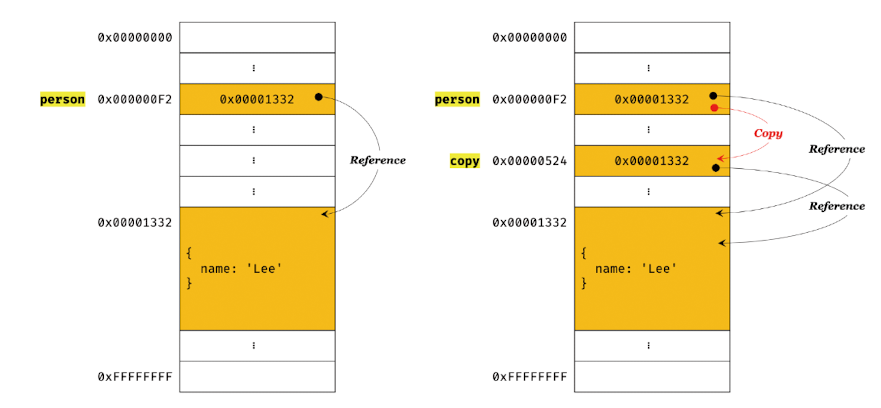 0x00000000
⋮
person 0x000000F2 0x00001332
⋮
⋮
Reference
⋮
0x00001332
{
name: 'Lee'
}
⋮
0xFFFFFFFF
0x00000000
⋮
person 0x000000F2 0x00001332
Copy
⋮
Reference
copy 0x00000524 0x00001332
⋮
Reference
0x00001332
{
name: 'Lee'
}
⋮
0xFFFFFFFF